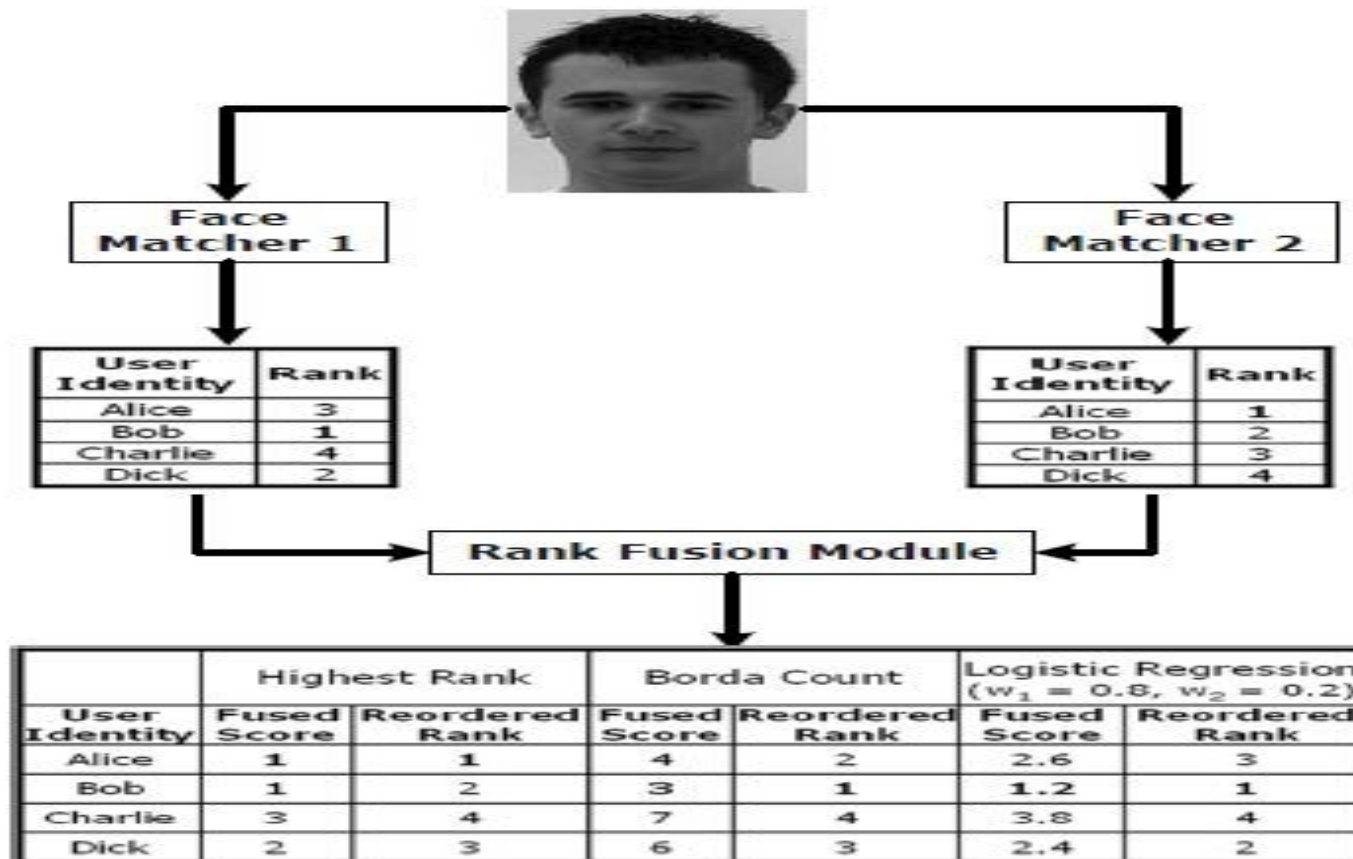 Face
Matcher 1
Face
Matcher 2
User
Identity Rank
Alice 3
Bob 1
Charlie 4
Dick 2
User
Identity Rank
Alice 1
Bob 2
Charlie 3
Dick 4
Rank Fusion Module
Highest Rank Borda Count Logistic Regression
(w1 = 0.8, w2 = 0.2)
User Fused Reordered Fused Reordered Fused Reordered
Identity Score Rank Score Rank Score Rank
Alice 1 1 4 2 2.6 3
Bob 1 2 3 1 1.2 1
Charlie 3 4 7 4 3.8 4
Dick 2 3 6 3 2.4 2